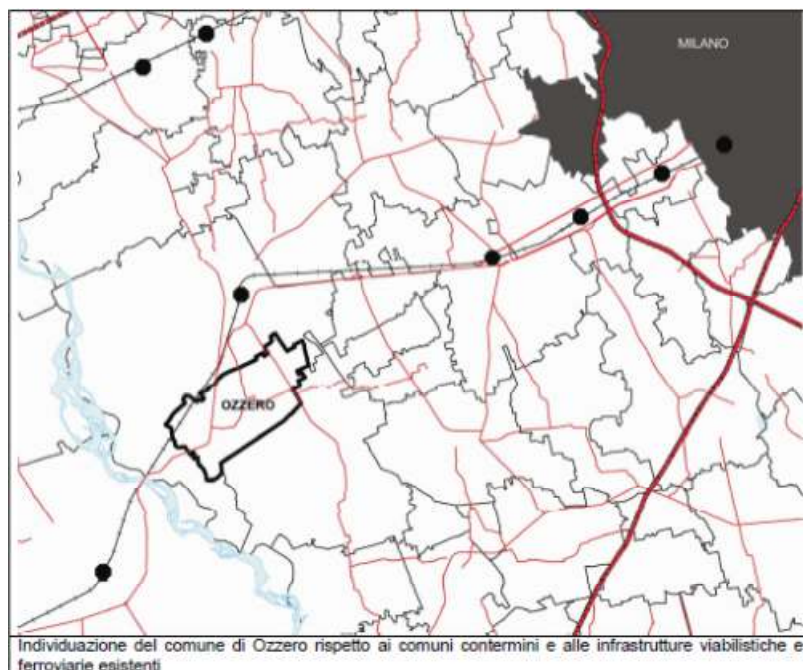 MILANO
OZZERO
Individuazione del comune di Ozzero rispetto ai comuni contermini e alle infrastrutture viabilistiche e
ferroviarie esistenti